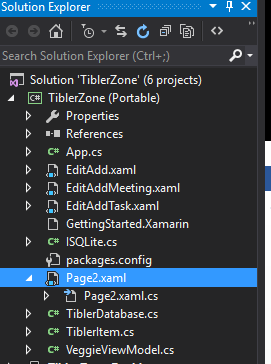 Solution Explorer
Search Solution Explorer (Ctrl+;)
Solution 'TiblerZone' (6 projects)
TiblerZone (Portable)
Properties
References
App.cs
EditAdd.xaml
EditAddMeeting.xaml
EditAddTask.xaml
GettingStarted.Xamarin
ISQLite.cs
packages.config
Page2.xaml
Page2.xaml.cs
TiblerDatabase.cs
TiblerItem.cs
VeggieViewModel.cs